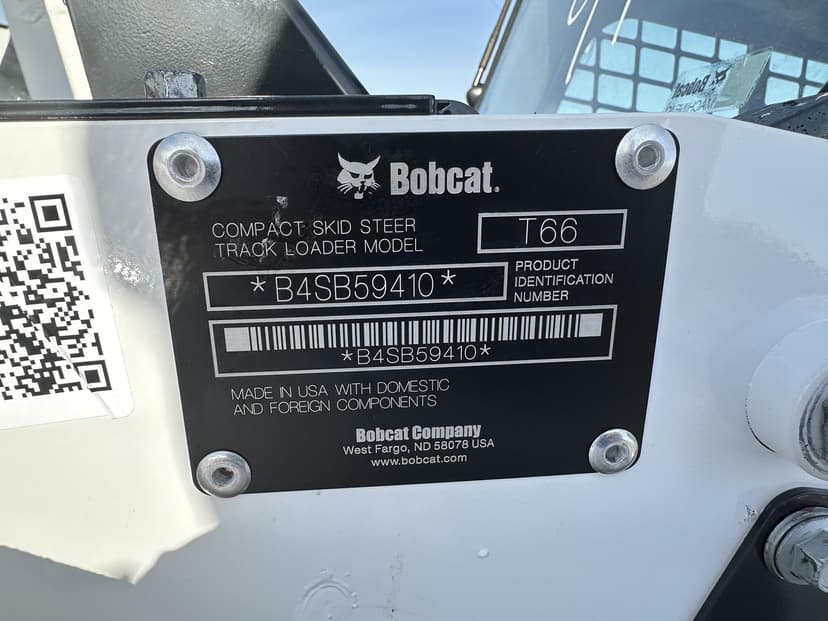 Bobcat.
COMPACT SKID STEER
TRACK LOADER MODEL
T66
*B4SB59410*
PRODUCT
IDENTIFICATION
NUMBER
*B4SB59410*
MADE IN USA WITH DOMESTIC
AND FOREIGN COMPONENTS
Bobcat Company
West Fargo, ND 58078 USA
www.bobcat.com
Bobcat